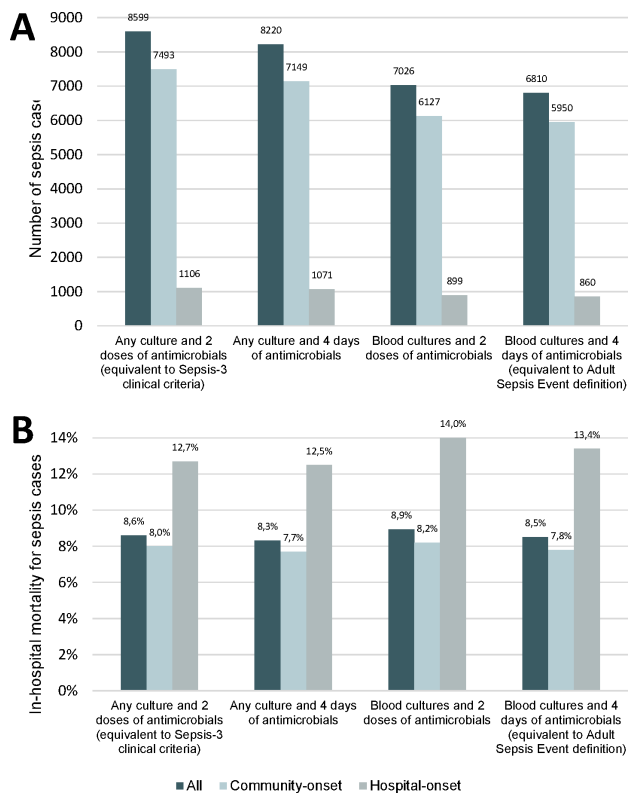 A
9000
8000
7000
6000
5000
4000
3000
2000
1000
0
Number of sepsis case
8599
7493
1106
8220
7149
1071
7026
6127
899
6810
5950
860
Any culture and 2
doses of antimicrobials
(equivalent to Sepsis-3
clinical criteria)
Any culture and 4 days
of antimicrobials
Blood cultures and 2
doses of antimicrobials
Blood cultures and 4
days of antimicrobials
(equivalent to Adult
Sepsis Event definition)
B
14%
12%
10%
8%
6%
4%
2%
0%
In-hospital mortality for sepsis cases
8,6%
8,0%
12,7%
8,3%
7,7%
12,5%
8,9%
8,2%
14,0%
8,5%
7,8%
13,4%
Any culture and 2
doses of antimicrobials
(equivalent to Sepsis-3
clinical criteria)
Any culture and 4 days
of antimicrobials
Blood cultures and 2
doses of antimicrobials
Blood cultures and 4
days of antimicrobials
(equivalent to Adult
Sepsis Event definition)
All Community-onset Hospital-onset